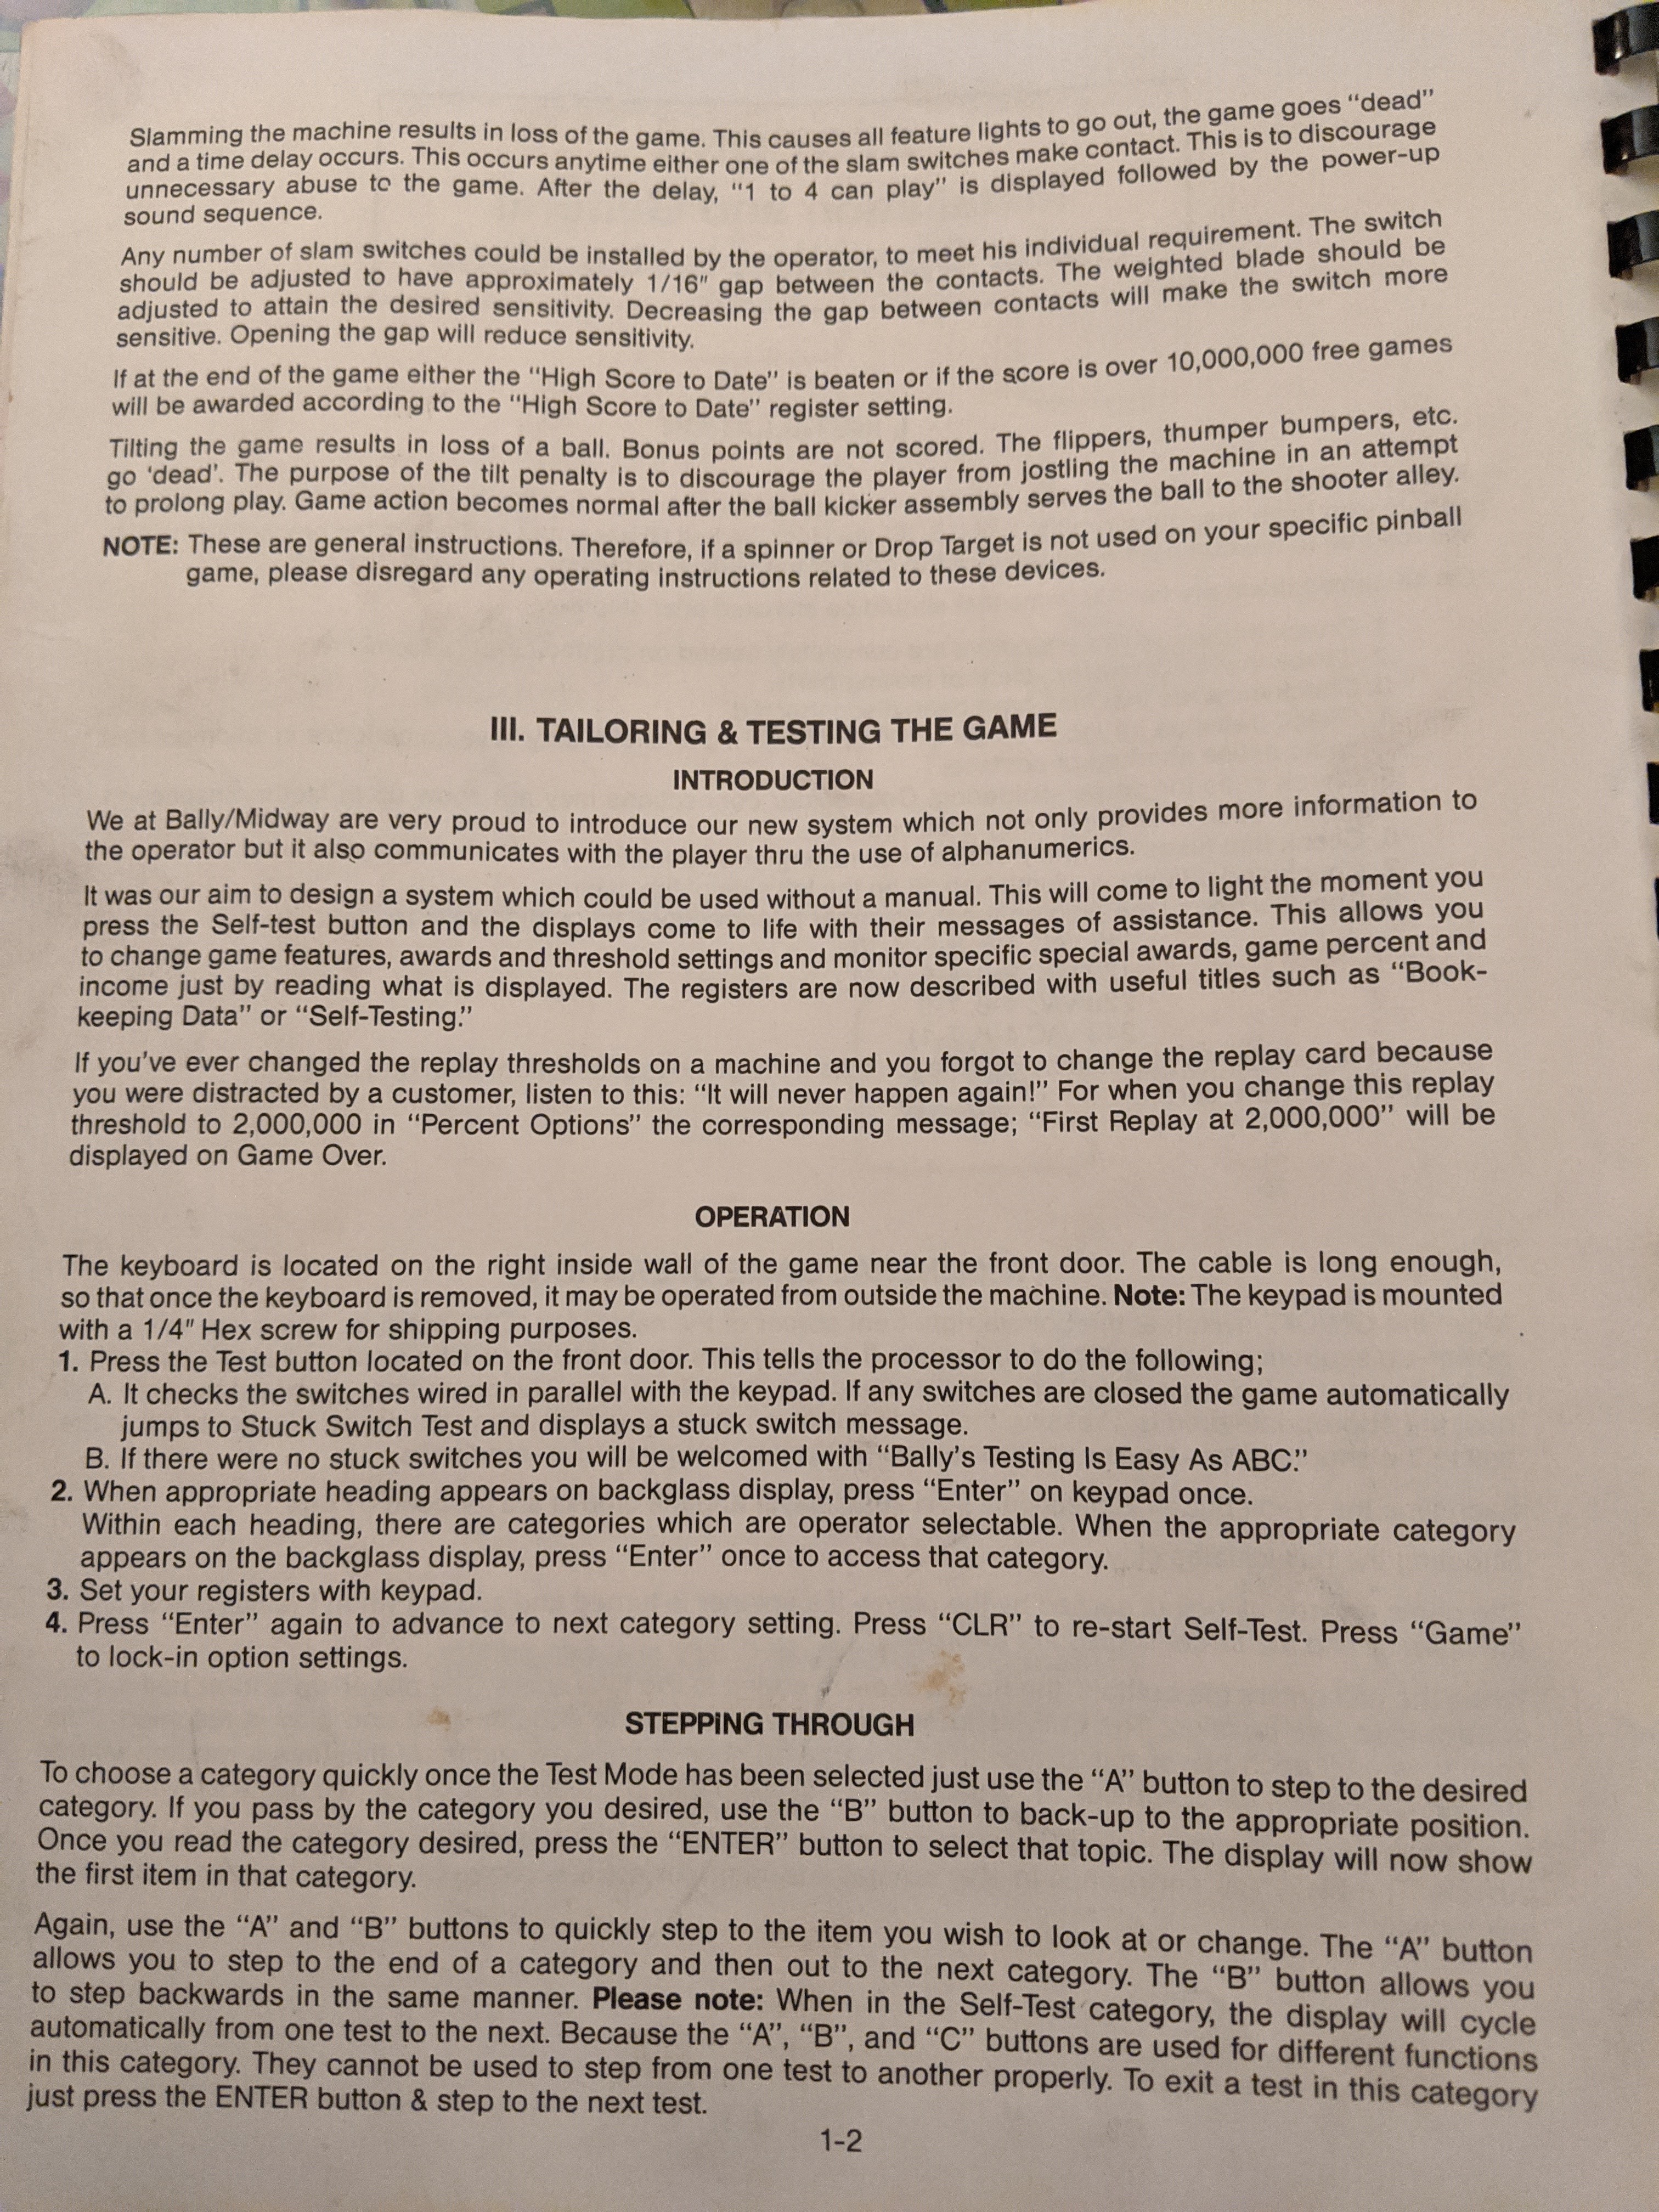 Slamming the machine results in loss of the game. This causes all feature lights to go out, the game goes “dead”
and a time delay occurs. This occurs anytime either one of the slam switches make contact. This is to discourage
unnecessary abuse to the game. After the delay, “1 to 4 can play” is displayed followed by the power-up
sound sequence.
Any number of slam switches could be installed by the operator, to meet his individual requirement. The switch
should be adjusted to have approximately 1/16” gap between the contacts. The weighted blade should be
adjusted to attain the desired sensitivity. Decreasing the gap between contacts will make the switch more
sensitive. Opening the gap will reduce sensitivity.
If at the end of the game either the “High Score to Date” is beaten or if the score is over 10,000,000 free games
will be awarded according to the “High Score to Date” register setting.
Tilting the game results in loss of a ball. Bonus points are not scored. The flippers, thumper bumpers, etc.
go ‘dead’. The purpose of the tilt penalty is to discourage the player from jostling the machine in an attempt
to prolong play. Game action becomes normal after the ball kicker assembly serves the ball to the shooter alley.
NOTE: These are general instructions. Therefore, if a spinner or Drop Target is not used on your specific pinball
game, please disregard any operating instructions related to these devices.
III. TAILORING & TESTING THE GAME
INTRODUCTION
We at Bally/Midway are very proud to introduce our new system which not only provides more information to
the operator but it also communicates with the player thru the use of alphanumerics.
It was our aim to design a system which could be used without a manual. This will come to light the moment you
press the Self-test button and the displays come to life with their messages of assistance. This allows you
to change game features, awards and threshold settings and monitor specific special awards, game percent and
income just by reading what is displayed. The registers are now described with useful titles such as “Book-
keeping Data” or “Self-Testing.”
If you’ve ever changed the replay thresholds on a machine and you forgot to change the replay card because
you were distracted by a customer, listen to this: “It will never happen again!” For when you change this replay
threshold to 2,000,000 in “Percent Options” the corresponding message; “First Replay at 2,000,000” will be
displayed on Game Over.
OPERATION
The keyboard is located on the right inside wall of the game near the front door. The cable is long enough,
so that once the keyboard is removed, it may be operated from outside the machine. Note: The keypad is mounted
with a 1/4” Hex screw for shipping purposes.
1. Press the Test button located on the front door. This tells the processor to do the following;
A. It checks the switches wired in parallel with the keypad. If any switches are closed the game automatically
jumps to Stuck Switch Test and displays a stuck switch message.
B. If there were no stuck switches you will be welcomed with “Bally’s Testing Is Easy As ABC.”
2. When appropriate heading appears on backglass display, press “Enter” on keypad once.
Within each heading, there are categories which are operator selectable. When the appropriate category
appears on the backglass display, press “Enter” once to access that category.
3. Set your registers with keypad.
4. Press “Enter” again to advance to next category setting. Press “CLR” to re-start Self-Test. Press “Game”
to lock-in option settings.
STEPPING THROUGH
To choose a category quickly once the Test Mode has been selected just use the “A” button to step to the desired
category. If you pass by the category you desired, use the “B” button to back-up to the appropriate position.
Once you read the category desired, press the “ENTER” button to select that topic. The display will now show
the first item in that category.
Again, use the “A” and “B” buttons to quickly step to the item you wish to look at or change. The “A” button
allows you to step to the end of a category and then out to the next category. The “B” button allows you
to step backwards in the same manner. Please note: When in the Self-Test category, the display will cycle
automatically from one test to the next. Because the “A”, “B”, and “C” buttons are used for different functions
in this category. They cannot be used to step from one test to another properly. To exit a test in this category
just press the ENTER button & step to the next test.
1-2